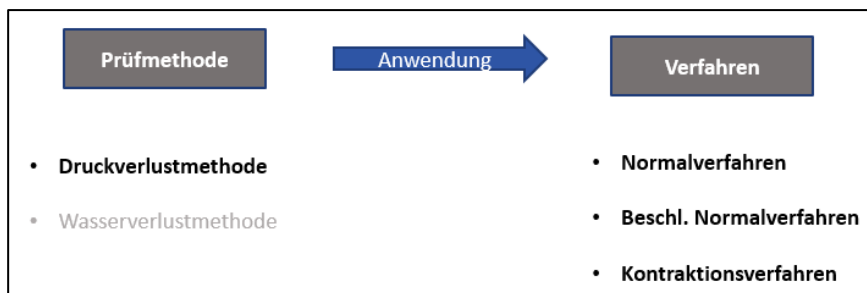 Prüfmethode
Anwendung
Verfahren
• Druckverlustmethode
• Wasserverlustmethode
• Normalverfahren
• Beschl. Normalverfahren
• Kontraktionsverfahren